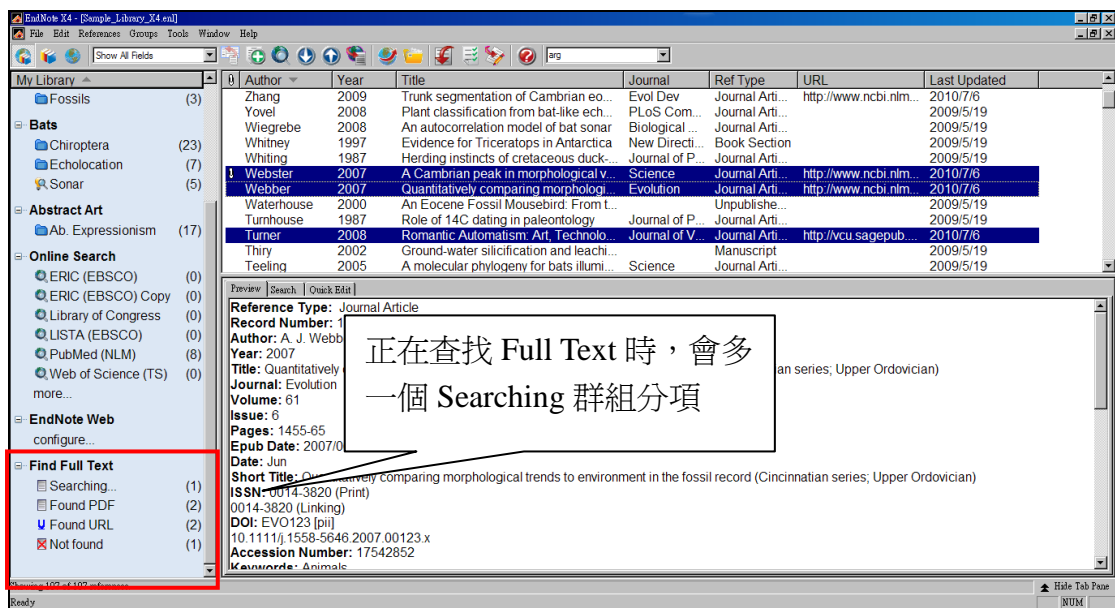 EndNote X4 - [Sample_Library_X4.enl]
File Edit References Groups Tools Window Help
Show All Fields
arg
My Library
Fossils (3)
Bats
Chiroptera (23)
Echolocation (7)
Sonar (5)
Abstract Art
Ab. Expressionism (17)
Online Search
ERIC (EBSCO) (0)
ERIC (EBSCO) Copy (0)
Library of Congress (0)
LISTA (EBSCO) (0)
PubMed (NLM) (8)
Web of Science (TS) (0)
more...
EndNote Web
configure...
Find Full Text
Searching... (1)
Found PDF (2)
Found URL (2)
Not found (1)
Author Year Title Journal Ref Type URL Last Updated
Zhang 2009 Trunk segmentation of Cambrian eo... Evol Dev Journal Arti... http://www.ncbi.nlm... 2010/7/6
Yovel 2008 Plant classification from bat-like ech... PLoS Com... Journal Arti... 2009/5/19
Wiegrebe 2008 An autocorrelation model of bat sonar Biological ... Journal Arti... 2009/5/19
Whitney 1997 Evidence for Triceratops in Antarctica New Directi... Book Section 2009/5/19
Whiting 1987 Herding instincts of cretaceous duck-... Journal of P... Journal Arti... 2009/5/19
Webster 2007 A Cambrian peak in morphological v... Science Journal Arti... http://www.ncbi.nlm... 2010/7/6
Webber 2007 Quantitatively comparing morphologi... Evolution Journal Arti... http://www.ncbi.nlm... 2010/7/6
Waterhouse 2000 An Eocene Fossil Mousebird: From t... Unpublishe... 2009/5/19
Turnhouse 1987 Role of 14C dating in paleontology Journal of P... Journal Arti... 2009/5/19
Turner 2008 Romantic Automatism: Art, Technolo... Journal of V... Journal Arti... http://vcu.sagepub.... 2010/7/6
Thiry 2002 Ground-water silicification and leachi... Manuscript 2009/5/19
Teeling 2005 A molecular phylogeny for bats illumi... Science Journal Arti... 2009/5/19
Preview Search Quick Edit
Reference Type: Journal Article
Record Number: 1
Author: A. J. Webb
Year: 2007
Title: Quantitatively an series; Upper Ordovician)
Journal: Evolution
Volume: 61
Issue: 6
Pages: 1455-65
Epub Date: 2007/0
Date: Jun
Short Title: Quantitatively comparing morphological trends to environment in the fossil record (Cincinnatian series; Upper Ordovician)
ISSN: 0014-3820 (Print)
0014-3820 (Linking)
DOI: EVO123 [pii]
10.1111/j.1558-5646.2007.00123.x
Accession Number: 17542852
Keywords: Animals
正在查找 Full Text 時，會多
一個 Searching 群組分項
Showing 107 of 107 references.
Hide Tab Pane
Ready
NUM